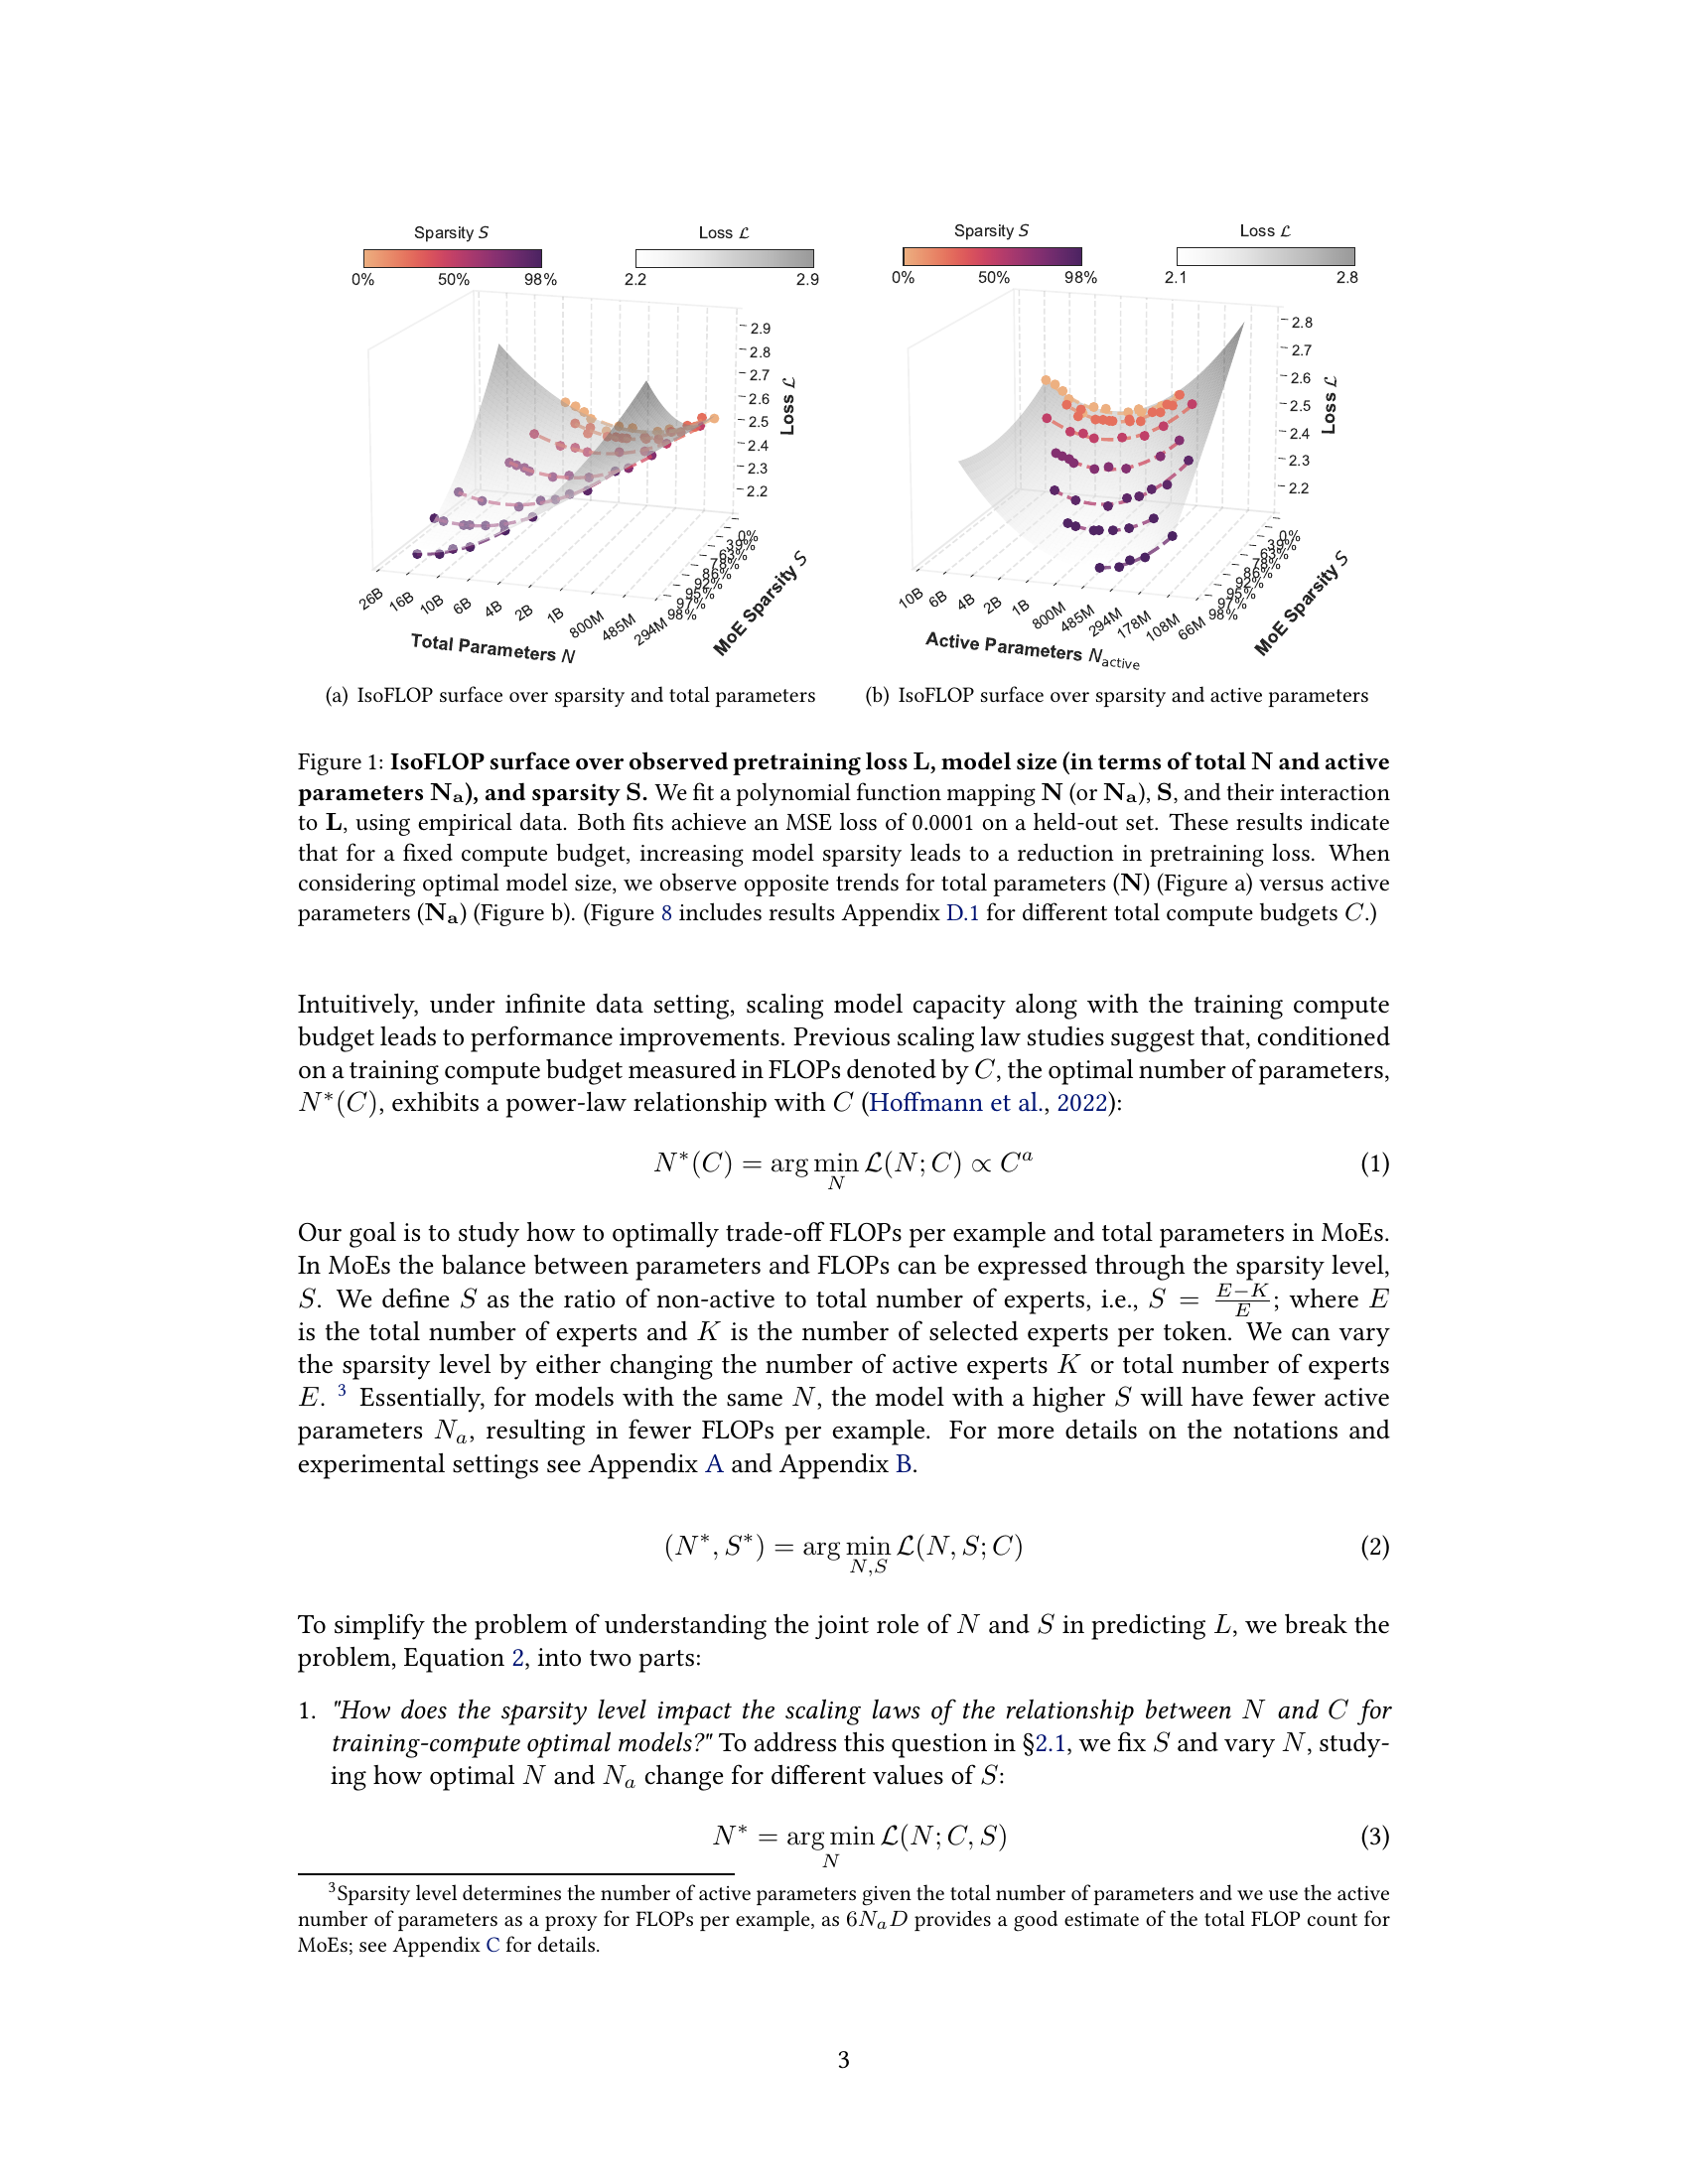 Sparsity S
Loss ℒ
0% 50% 98%
2.2 2.9
2.9
2.8
2.7
2.6
2.5
2.4
2.3
2.2
Loss ℒ
0%
39%
63%
78%
86%
92%
95%
97%
98%
MoE Sparsity S
26B 16B 10B 6B 4B 2B 1B 800M 485M 294M
Total Parameters N
Sparsity S
Loss ℒ
0% 50% 98%
2.1 2.8
2.8
2.7
2.6
2.5
2.4
2.3
2.2
Loss ℒ
0%
39%
63%
78%
86%
92%
95%
97%
98%
MoE Sparsity S
10B 6B 4B 2B 1B 800M 485M 294M 178M 108M 66M
Active Parameters N_active
(a) IsoFLOP surface over sparsity and total parameters
(b) IsoFLOP surface over sparsity and active parameters
Figure 1: IsoFLOP surface over observed pretraining loss L, model size (in terms of total N and active
parameters N_a), and sparsity S. We fit a polynomial function mapping N (or N_a), S, and their interaction
to L, using empirical data. Both fits achieve an MSE loss of 0.0001 on a held-out set. These results indicate
that for a fixed compute budget, increasing model sparsity leads to a reduction in pretraining loss. When
considering optimal model size, we observe opposite trends for total parameters (N) (Figure a) versus active
parameters (N_a) (Figure b). (Figure 8 includes results Appendix D.1 for different total compute budgets C.)
Intuitively, under infinite data setting, scaling model capacity along with the training compute
budget leads to performance improvements. Previous scaling law studies suggest that, conditioned
on a training compute budget measured in FLOPs denoted by C, the optimal number of parameters,
N*(C), exhibits a power-law relationship with C (Hoffmann et al., 2022):
N*(C) = arg min_N ℒ(N; C) ∝ C^a (1)
Our goal is to study how to optimally trade-off FLOPs per example and total parameters in MoEs.
In MoEs the balance between parameters and FLOPs can be expressed through the sparsity level,
S. We define S as the ratio of non-active to total number of experts, i.e., S = (E−K)/E; where E
is the total number of experts and K is the number of selected experts per token. We can vary
the sparsity level by either changing the number of active experts K or total number of experts
E. ³ Essentially, for models with the same N, the model with a higher S will have fewer active
parameters N_a, resulting in fewer FLOPs per example. For more details on the notations and
experimental settings see Appendix A and Appendix B.
(N*, S*) = arg min_{N,S} ℒ(N, S; C) (2)
To simplify the problem of understanding the joint role of N and S in predicting L, we break the
problem, Equation 2, into two parts:
1. "How does the sparsity level impact the scaling laws of the relationship between N and C for
training-compute optimal models?" To address this question in §2.1, we fix S and vary N, study-
ing how optimal N and N_a change for different values of S:
N* = arg min_N ℒ(N; C, S) (3)
³Sparsity level determines the number of active parameters given the total number of parameters and we use the active
number of parameters as a proxy for FLOPs per example, as 6N_aD provides a good estimate of the total FLOP count for
MoEs; see Appendix C for details.
3